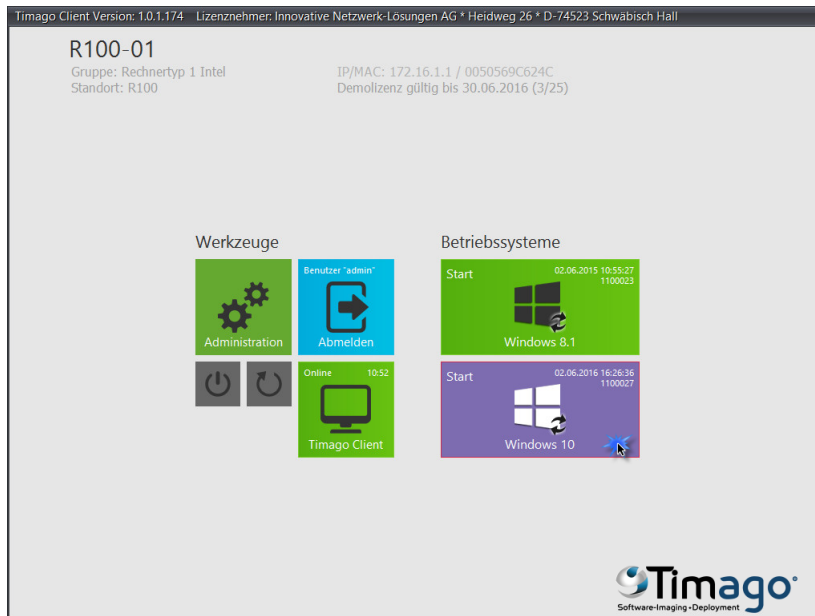 Timago Client Version: 1.0.1.174 Lizenznehmer: Innovative Netzwerk-Lösungen AG * Heidweg 26 * D-74523 Schwäbisch Hall
R100-01
Gruppe: Rechnertyp 1 Intel
Standort: R100
IP/MAC: 172.16.1.1 / 0050569C624C
Demolizenz gültig bis 30.06.2016 (3/25)
Werkzeuge
Administration
Benutzer "admin"
Abmelden
Online 10:52
Timago Client
Betriebssysteme
Start 02.06.2015 10:55:27
1100023
Windows 8.1
Start 02.06.2016 16:26:36
1100027
Windows 10
Timago
Software-Imaging+Deployment